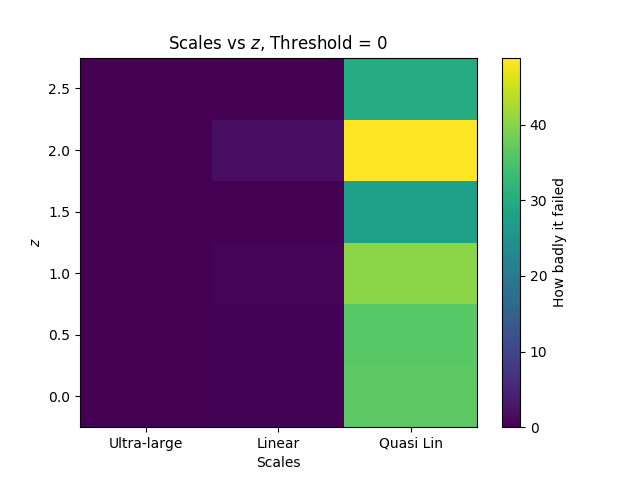 Scales vs z, Threshold = 0
2.5
2.0
1.5
1.0
0.5
0.0
z
Ultra-large Linear Quasi Lin
Scales
40
30
20
10
0
How badly it failed